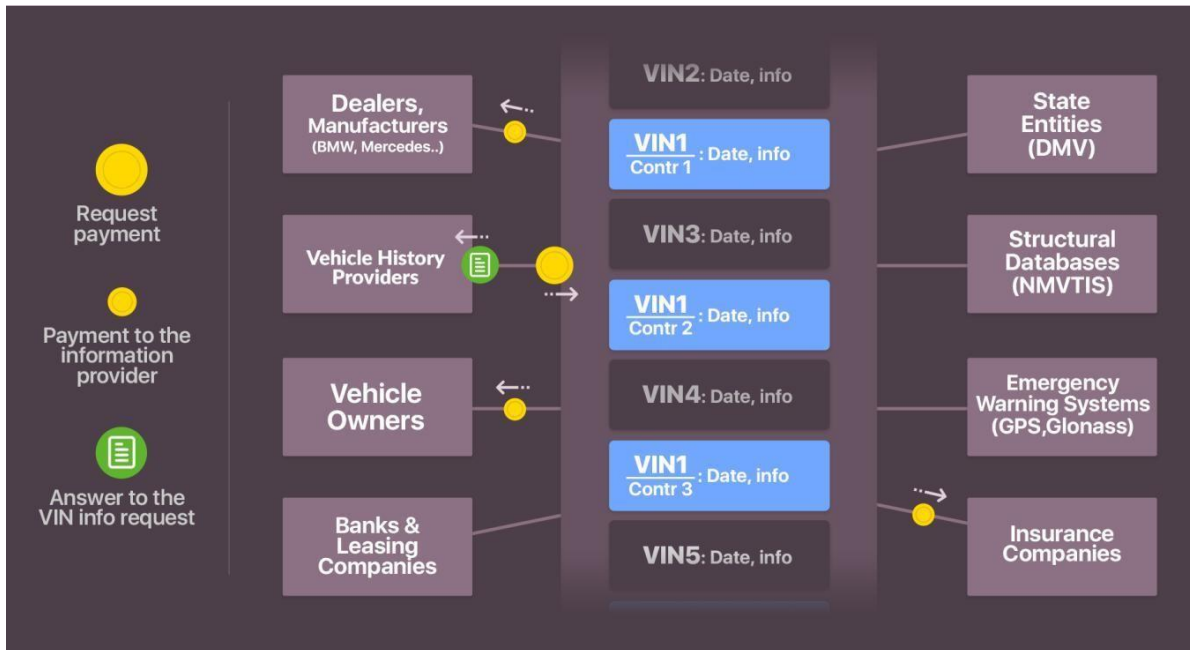 Request
payment
Payment to the
information
provider
Answer to the
VIN info request
Dealers,
Manufacturers
(BMW, Mercedes..)
Vehicle History
Providers
Vehicle
Owners
Banks &
Leasing
Companies
VIN2: Date, info
VIN1
Contr 1 : Date, info
VIN3: Date, info
VIN1
Contr 2 : Date, info
VIN4: Date, info
VIN1
Contr 3 : Date, info
VIN5: Date, info
State
Entities
(DMV)
Structural
Databases
(NMVTIS)
Emergency
Warning Systems
(GPS,Glonass)
Insurance
Companies